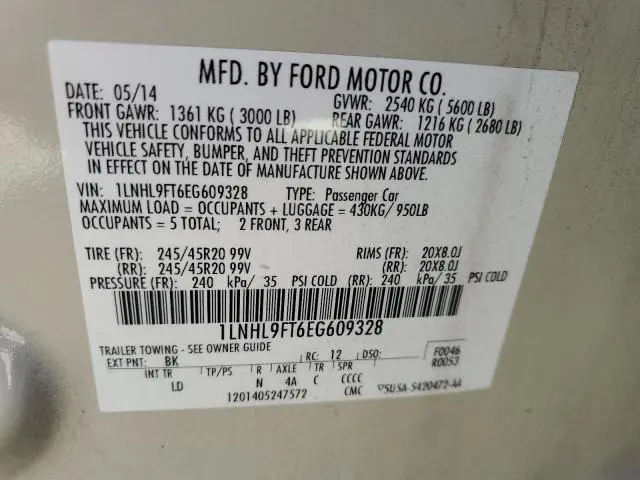 MFD. BY FORD MOTOR CO.
DATE: 05/14 GVWR: 2540 KG ( 5600 LB)
FRONT GAWR: 1361 KG ( 3000 LB) REAR GAWR: 1216 KG ( 2680 LB)
THIS VEHICLE CONFORMS TO ALL APPLICABLE FEDERAL MOTOR
VEHICLE SAFETY, BUMPER, AND THEFT PREVENTION STANDARDS
IN EFFECT ON THE DATE OF MANUFACTURE SHOWN ABOVE.
VIN: 1LNHL9FT6EG609328 TYPE: Passenger Car
MAXIMUM LOAD = OCCUPANTS + LUGGAGE = 430KG/ 950LB
OCCUPANTS = 5 TOTAL; 2 FRONT, 3 REAR
TIRE (FR): 245/45R20 99V RIMS (FR): 20X8.0J
(RR): 245/45R20 99V (RR): 20X8.0J
PRESSURE (FR): 240 kPa/ 35 PSI COLD (RR): 240 kPa/ 35 PSI COLD
1LNHL9FT6EG609328
TRAILER TOWING - SEE OWNER GUIDE
EXT PNT: BK RC: 12 DSO: F0046
R0053
INT TR TP/PS R AXLE TR SPR
LD N 4A C CCCC
1201405247572 CMC 5U5A-5420472-AA